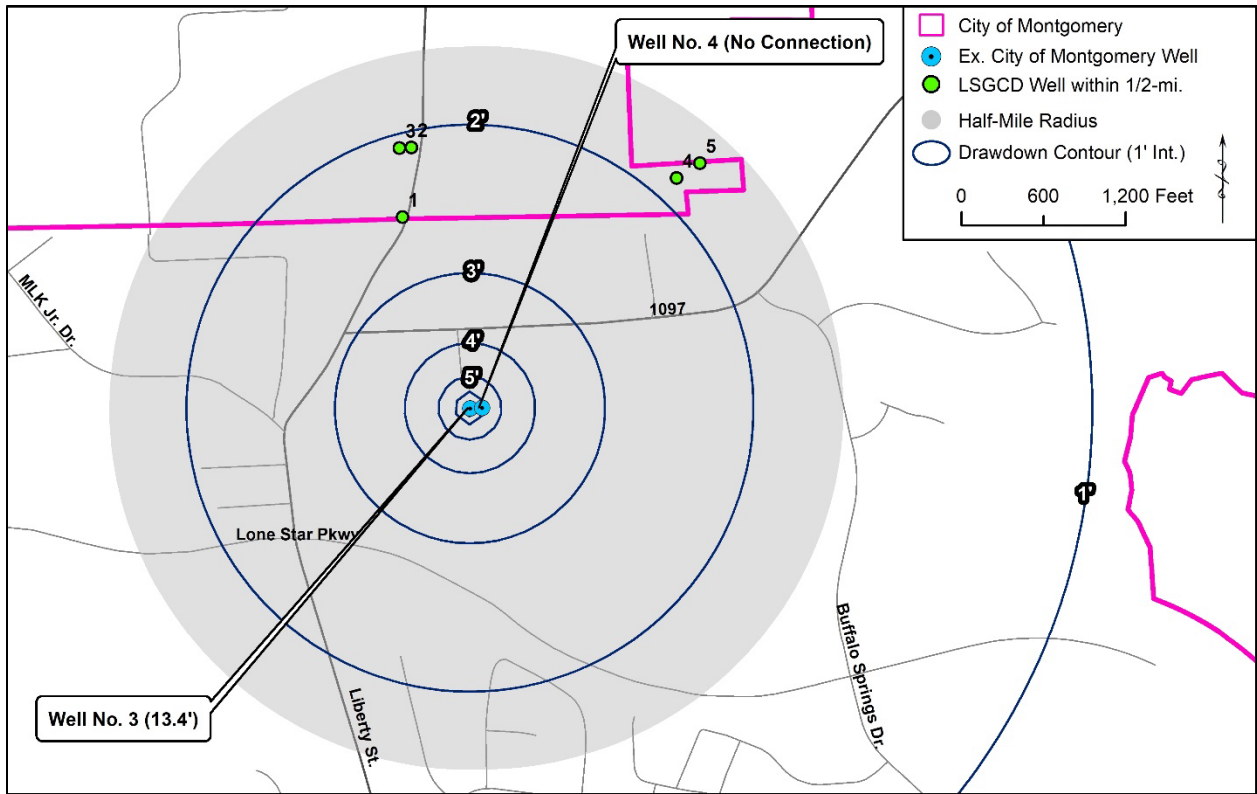 Well No. 4 (No Connection)
City of Montgomery
Ex. City of Montgomery Well
LSGCD Well within 1/2-mi.
Half-Mile Radius
Drawdown Contour (1' Int.)
0 600 1,200 Feet
2'
32
5
4
1
3'
MLK Jr. Dr.
1097
4'
5'
1'
Lone Star Pkwy
Buffalo Springs Dr.
Well No. 3 (13.4')
Liberty St.